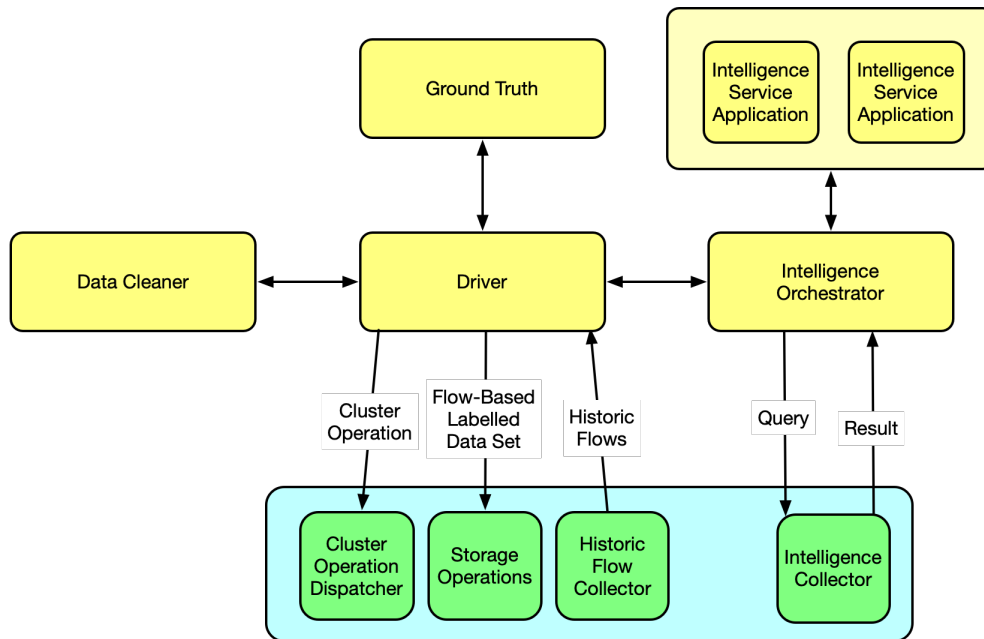 Ground Truth
Intelligence
Service
Application
Intelligence
Service
Application
Data Cleaner
Driver
Intelligence
Orchestrator
Cluster
Operation
Flow-Based
Labelled
Data Set
Historic
Flows
Query
Result
Cluster
Operation
Dispatcher
Storage
Operations
Historic
Flow
Collector
Intelligence
Collector